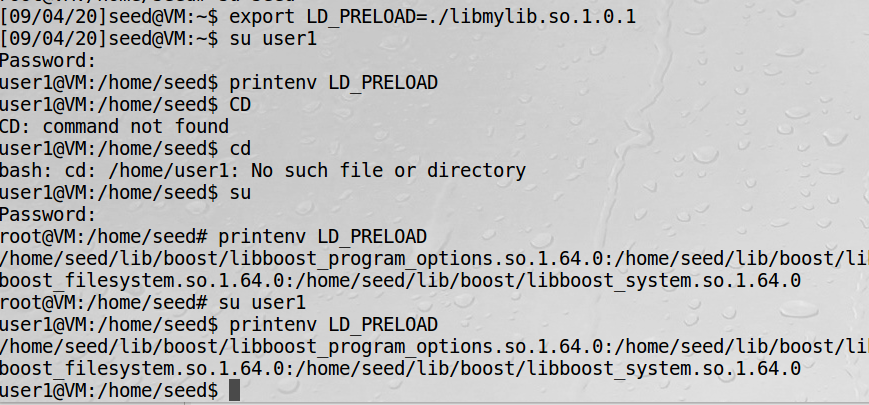 [09/04/20]seed@VM:~$ export LD_PRELOAD=./libmylib.so.1.0.1
[09/04/20]seed@VM:~$ su user1
Password:
user1@VM:/home/seed$ printenv LD_PRELOAD
user1@VM:/home/seed$ CD
CD: command not found
user1@VM:/home/seed$ cd
bash: cd: /home/user1: No such file or directory
user1@VM:/home/seed$ su
Password:
root@VM:/home/seed# printenv LD_PRELOAD
/home/seed/lib/boost/libboost_program_options.so.1.64.0:/home/seed/lib/boost/lib
boost_filesystem.so.1.64.0:/home/seed/lib/boost/libboost_system.so.1.64.0
root@VM:/home/seed# su user1
user1@VM:/home/seed$ printenv LD_PRELOAD
/home/seed/lib/boost/libboost_program_options.so.1.64.0:/home/seed/lib/boost/lib
boost_filesystem.so.1.64.0:/home/seed/lib/boost/libboost_system.so.1.64.0
user1@VM:/home/seed$